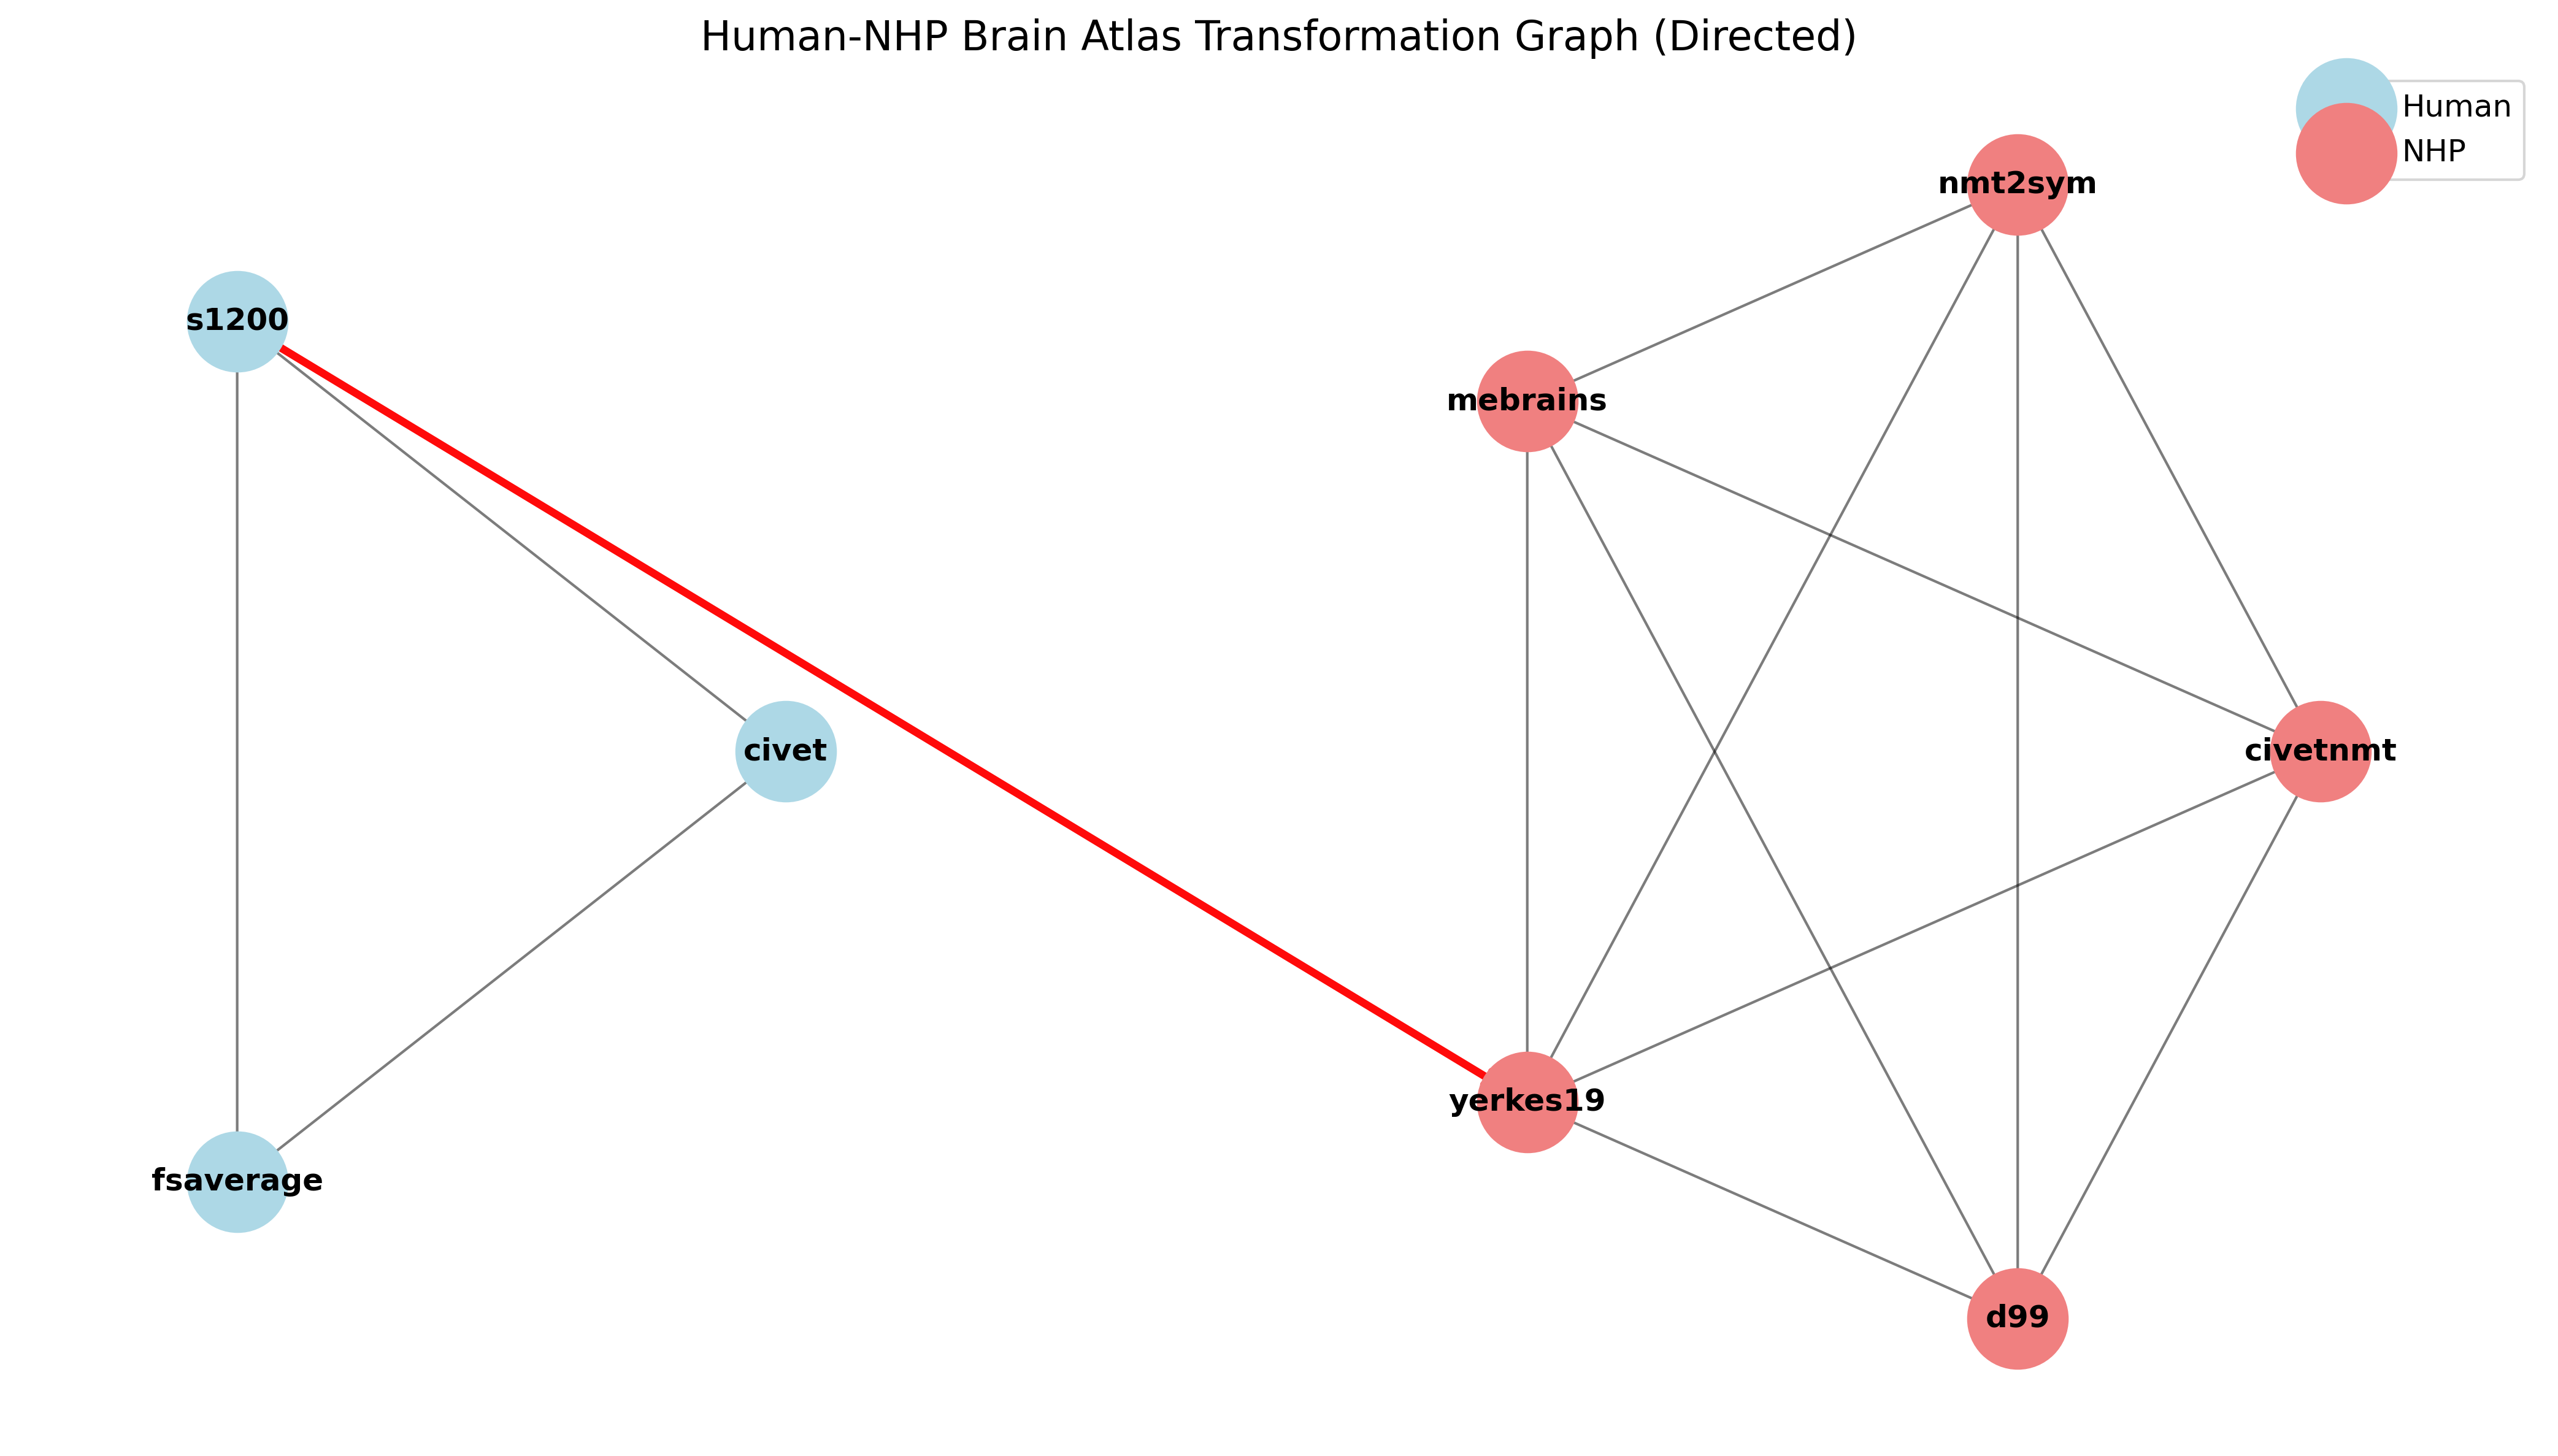 Human-NHP Brain Atlas Transformation Graph (Directed)
Human
NHP
nmt2sym
s1200
mebrains
civet
civetnmt
yerkes19
fsaverage
d99